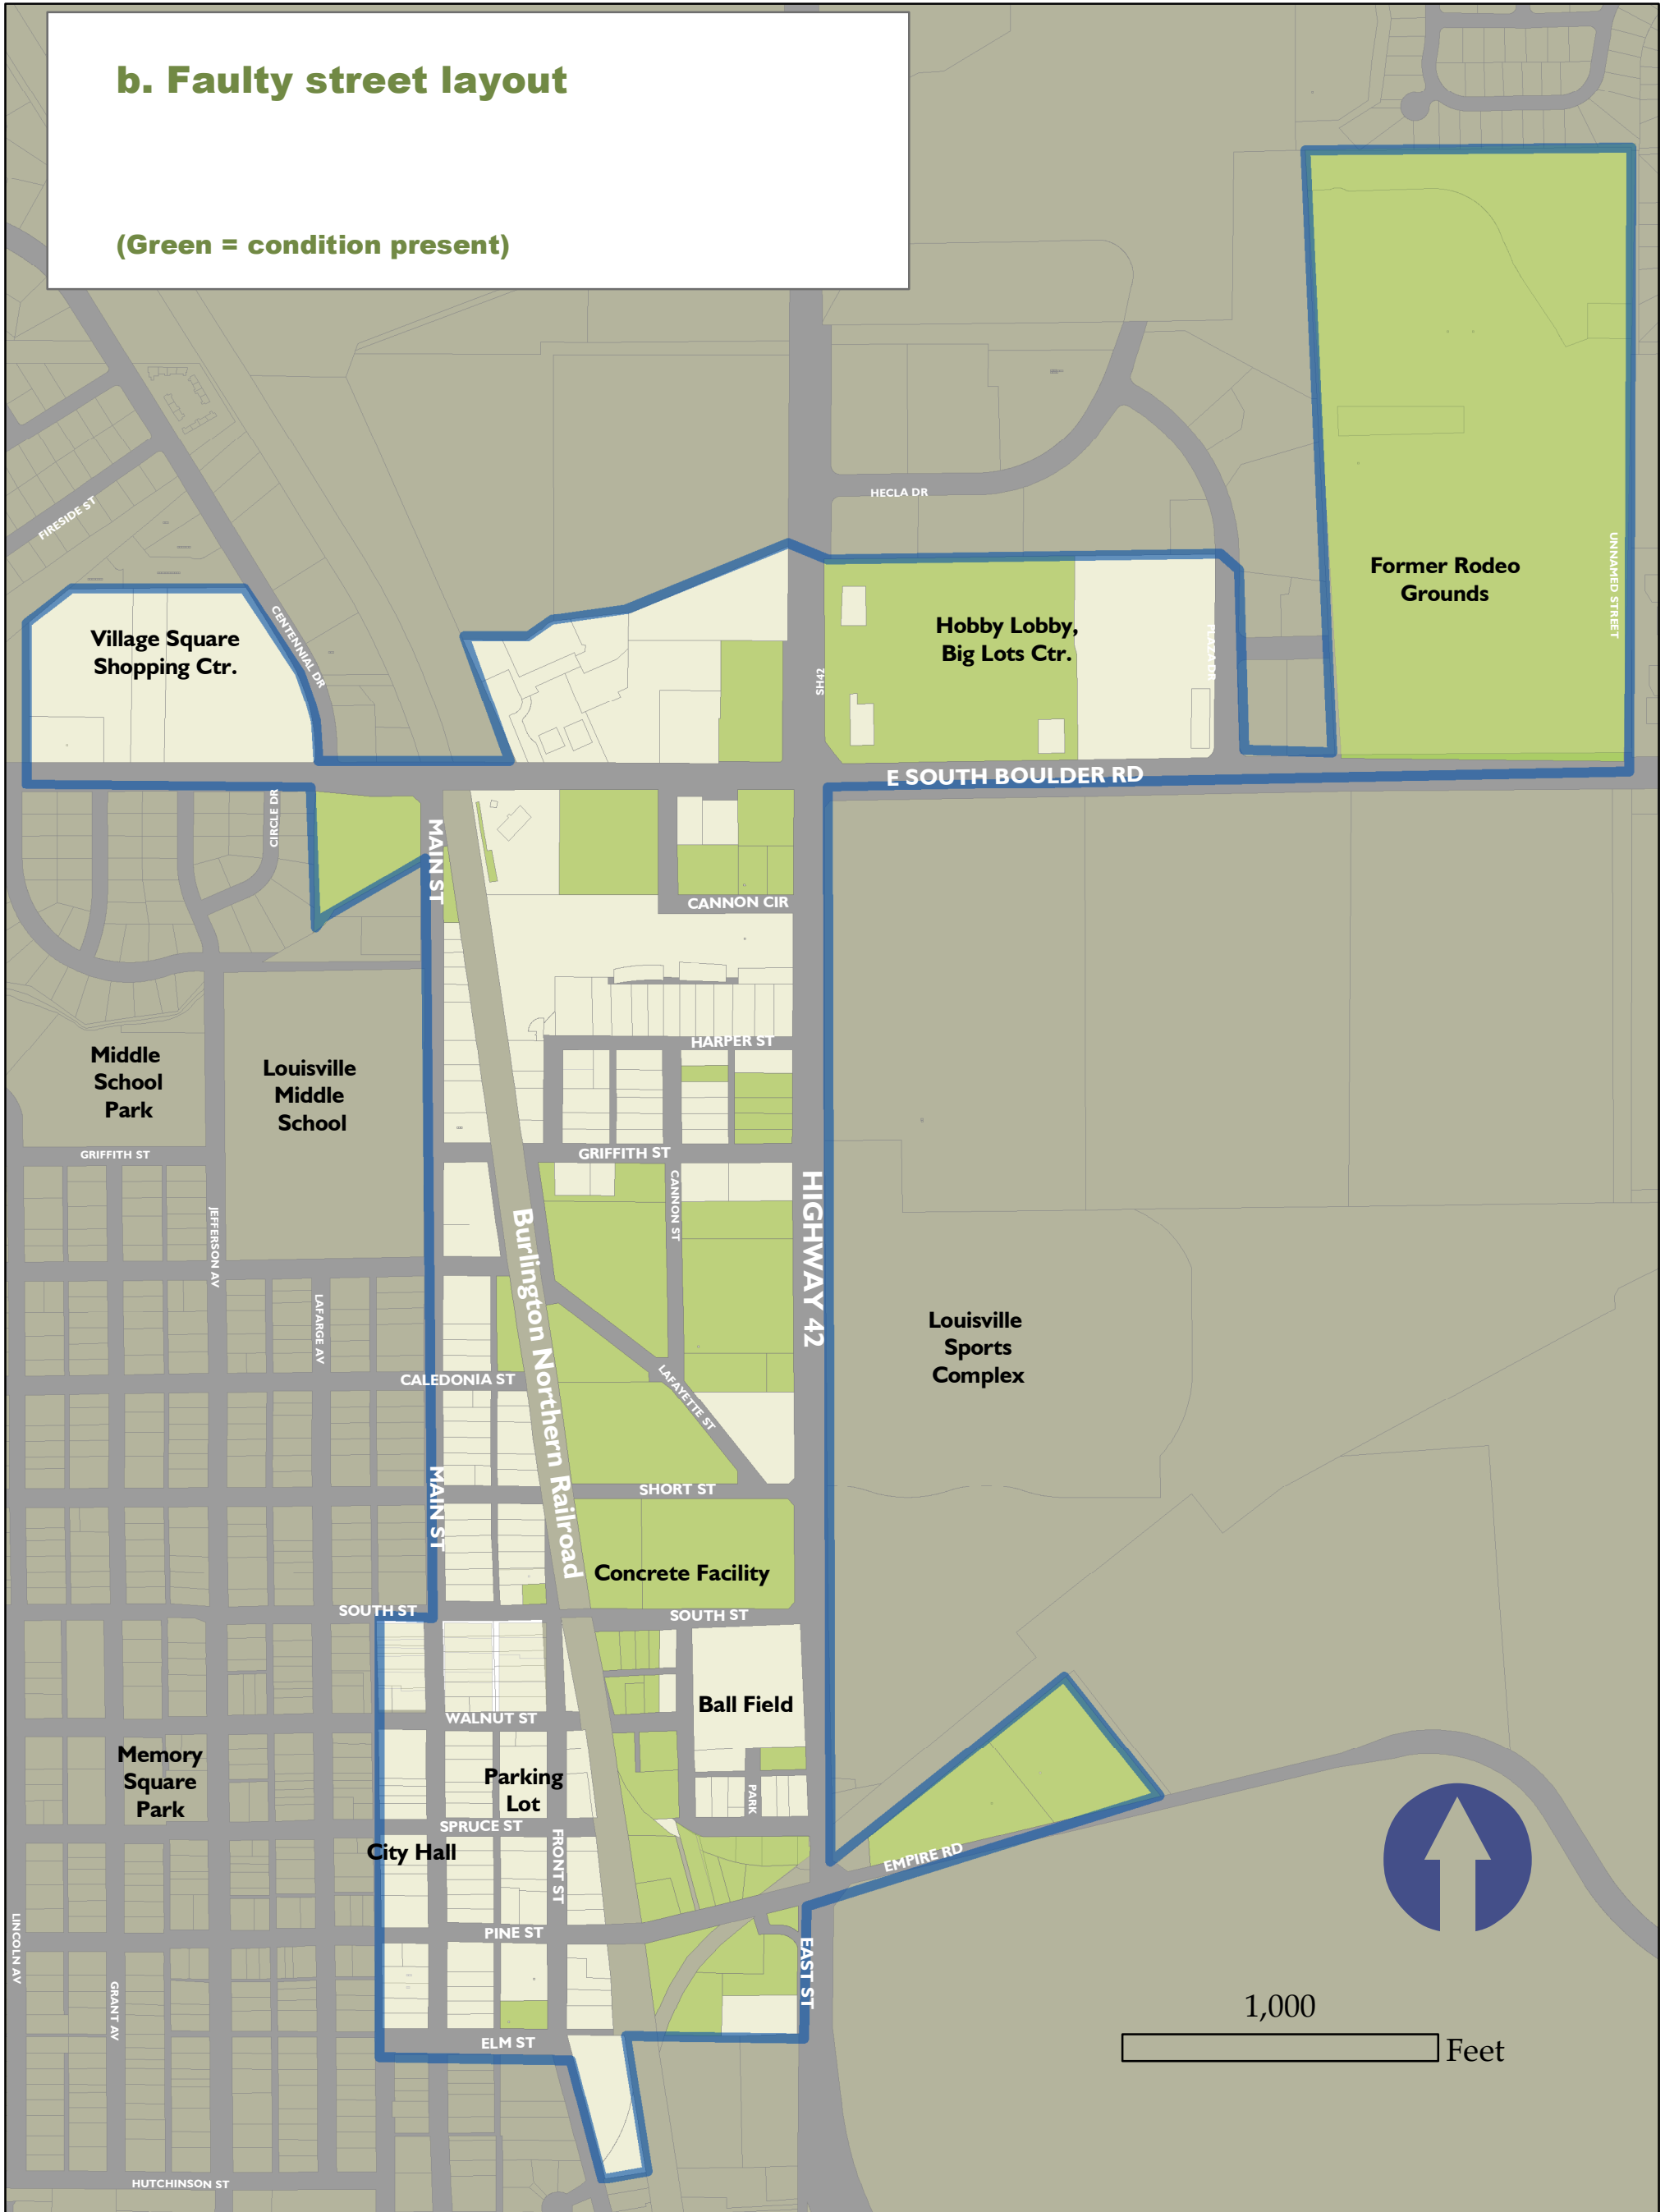 b. Faulty street layout
(Green = condition present)
HECLA DR
FIRESIDE ST
UNNAMED STREET
Former Rodeo
Grounds
CENTENNIAL DR
Village Square
Shopping Ctr.
Hobby Lobby,
Big Lots Ctr.
PLAZA DR
SH42
E SOUTH BOULDER RD
CIRCLE DR
MAIN ST
CANNON CIR
HARPER ST
Middle
School
Park
Louisville
Middle
School
GRIFFITH ST
GRIFFITH ST
CANNON ST
HIGHWAY 42
JEFFERSON AV
Burlington Northern Railroad
LAFARGE AV
Louisville
Sports
Complex
CALEDONIA ST
LAFAYETTE ST
MAIN ST
SHORT ST
Concrete Facility
SOUTH ST
SOUTH ST
Ball Field
WALNUT ST
Memory
Square
Park
Parking
Lot
PARK
SPRUCE ST
City Hall
FRONT ST
EMPIRE RD
LINCOLN AV
PINE ST
EAST ST
GRANT AV
1,000
ELM ST
Feet
HUTCHINSON ST